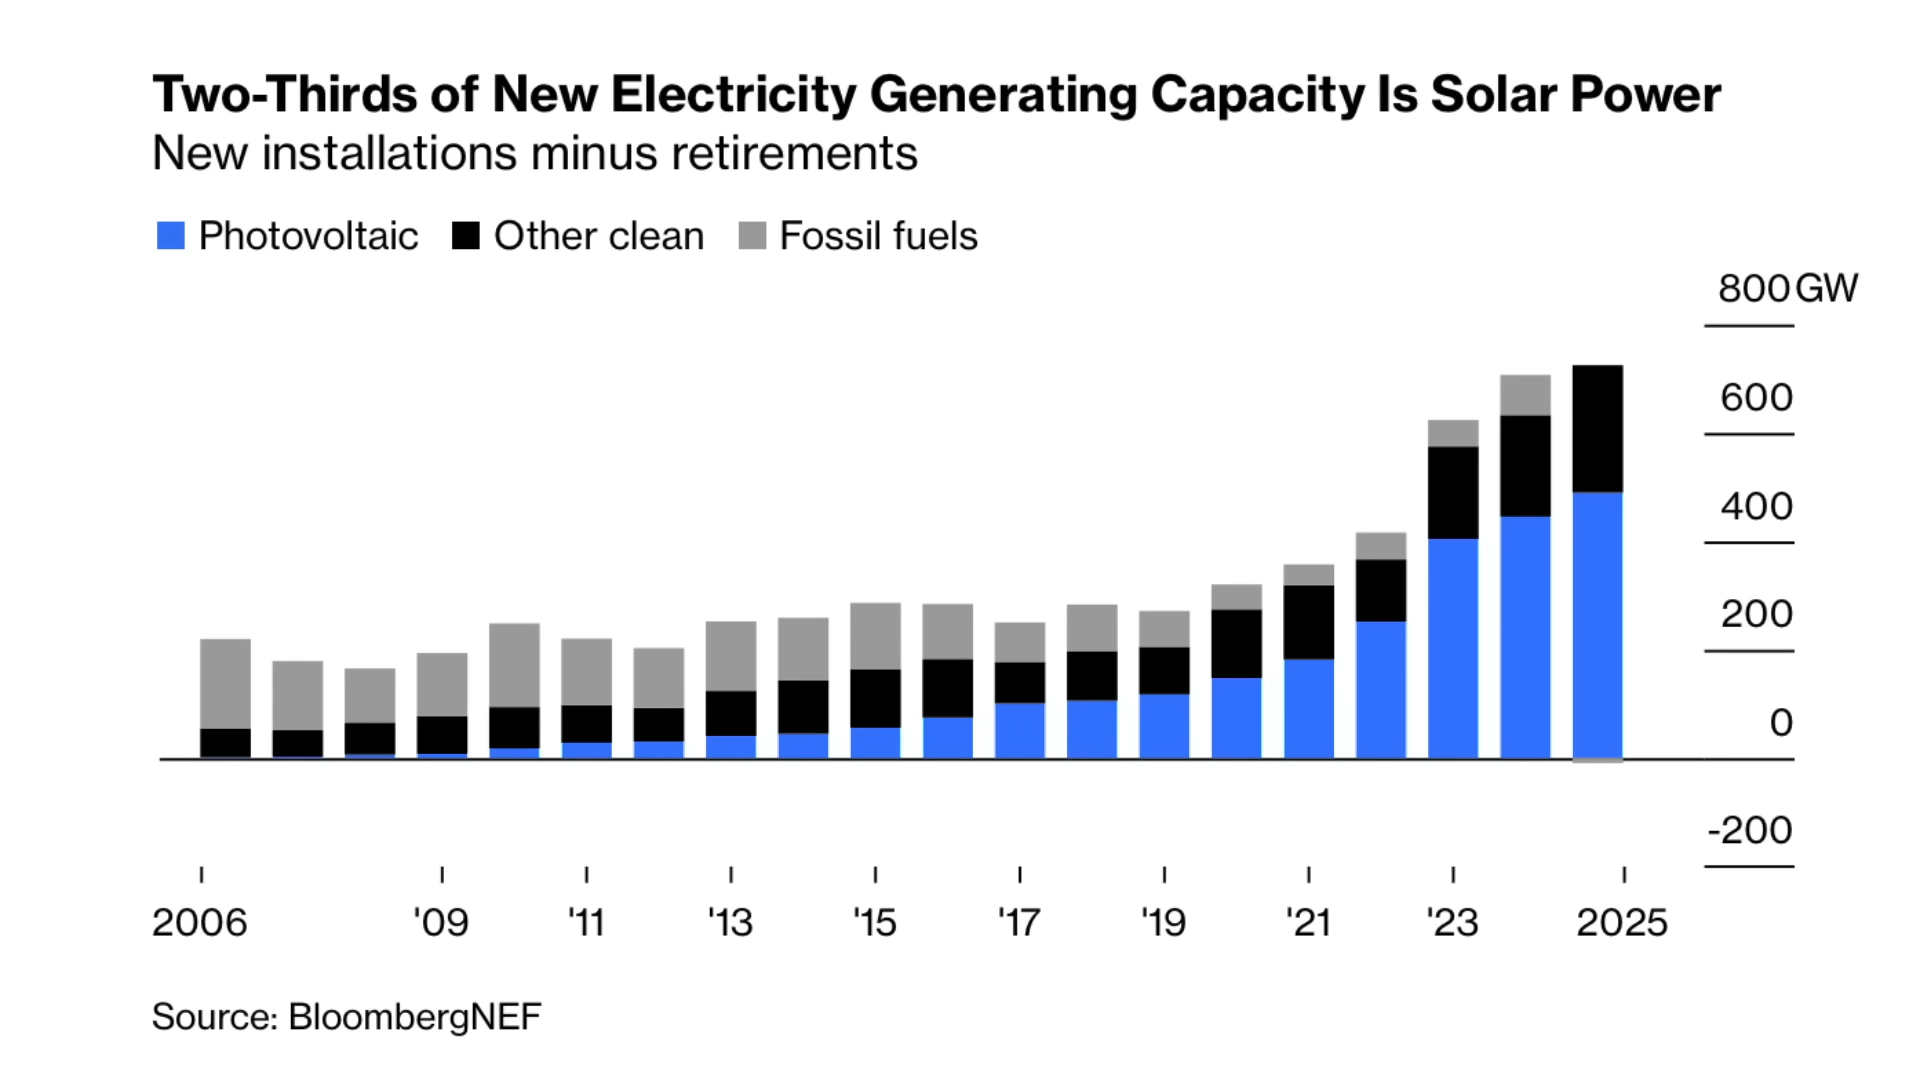 Two-Thirds of New Electricity Generating Capacity Is Solar Power
New installations minus retirements
Photovoltaic Other clean Fossil fuels
800 GW
600
400
200
0
-200
2006 '09 '11 '13 '15 '17 '19 '21 '23 2025
Source: BloombergNEF